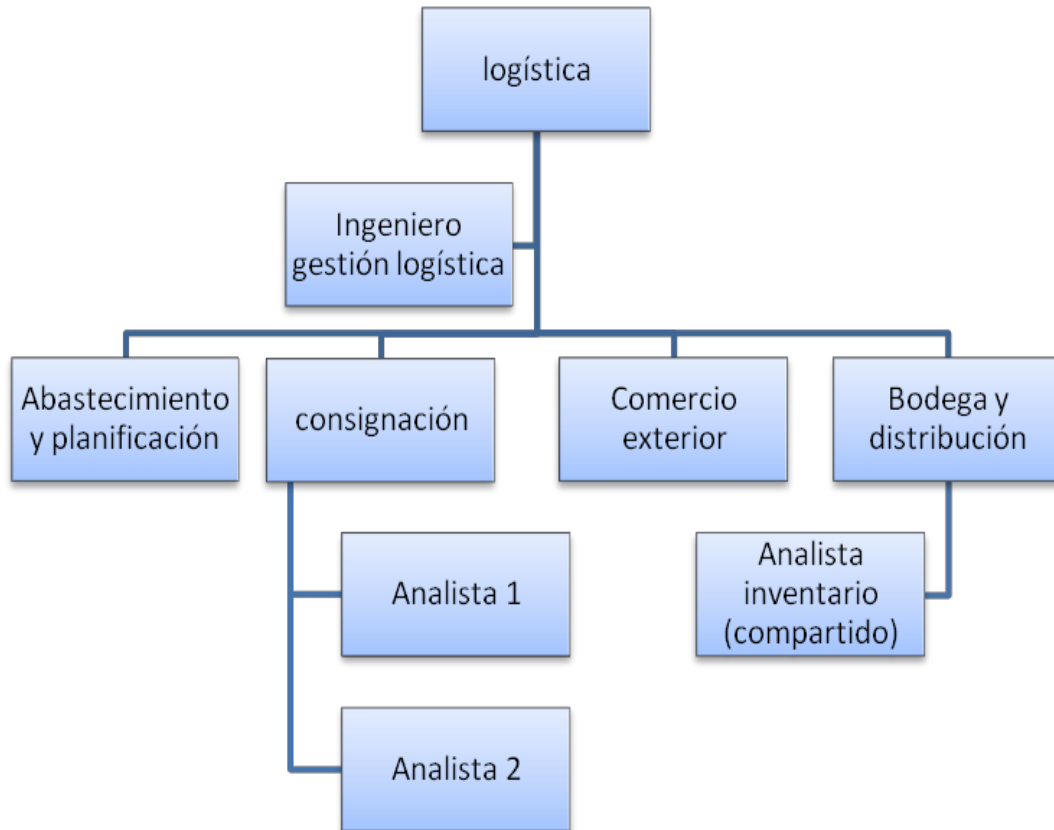 logística
Ingeniero
gestión logística
Abastecimiento
y planificación
consignación
Comercio
exterior
Bodega y
distribución
Analista 1
Analista
inventario
(compartido)
Analista 2